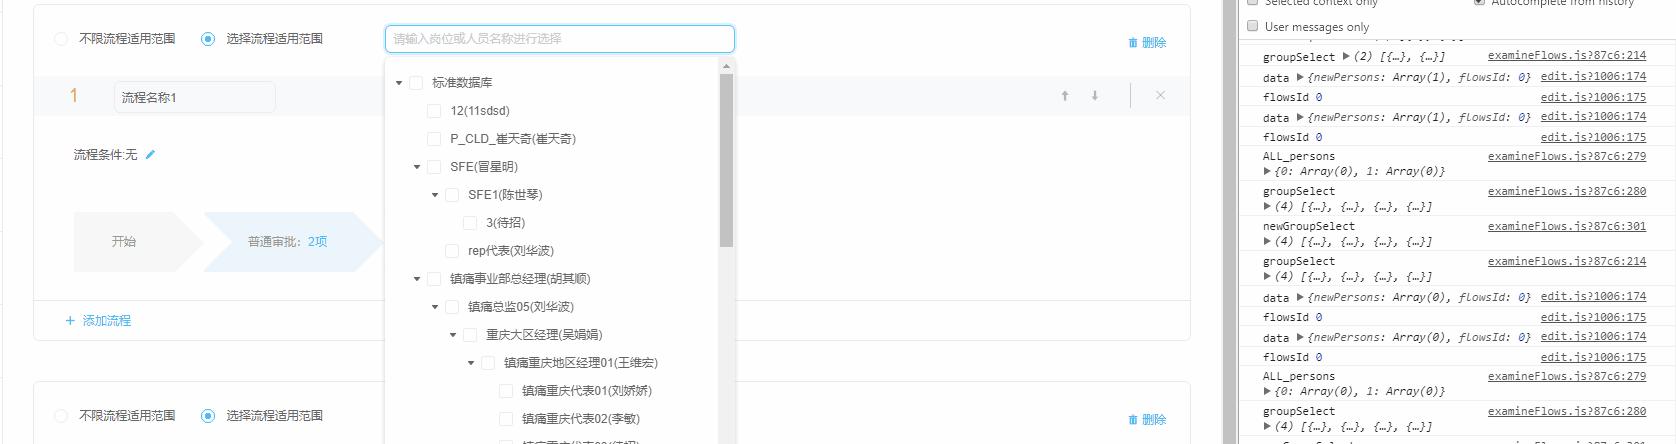 不限流程适用范围
选择流程适用范围
请输入岗位或人员名称进行选择
删除
1
流程名称1
标准数据库
12(11sdsd)
P_CLD_崔天奇(崔天奇)
SFE(冒星明)
SFE1(陈世琴)
3(待招)
rep代表(刘华波)
镇痛事业部总经理(胡其顺)
镇痛总监05(刘华波)
重庆大区经理(吴娟娟)
镇痛重庆地区经理01(王维宏)
镇痛重庆代表01(刘娇娇)
镇痛重庆代表02(李敏)
流程条件:无
开始
普通审批：2项
+ 添加流程
不限流程适用范围
选择流程适用范围
删除
Selected context only
Autocomplete from history
User messages only
groupSelect ▶(2) [{…}, {…}] examineFlows.js?87c6:214
data ▶{newPersons: Array(1), flowsId: 0} edit.js?1006:174
flowsId 0 edit.js?1006:175
data ▶{newPersons: Array(1), flowsId: 0} edit.js?1006:174
flowsId 0 edit.js?1006:175
ALL_persons examineFlows.js?87c6:279
▶{0: Array(0), 1: Array(0)}
groupSelect examineFlows.js?87c6:280
▶(4) [{…}, {…}, {…}, {…}]
newGroupSelect examineFlows.js?87c6:301
▶(4) [{…}, {…}, {…}, {…}]
groupSelect examineFlows.js?87c6:214
▶(4) [{…}, {…}, {…}, {…}]
data ▶{newPersons: Array(0), flowsId: 0} edit.js?1006:174
flowsId 0 edit.js?1006:175
data ▶{newPersons: Array(0), flowsId: 0} edit.js?1006:174
flowsId 0 edit.js?1006:175
ALL_persons examineFlows.js?87c6:279
▶{0: Array(0), 1: Array(0)}
groupSelect examineFlows.js?87c6:280
▶(4) [{…}, {…}, {…}, {…}]